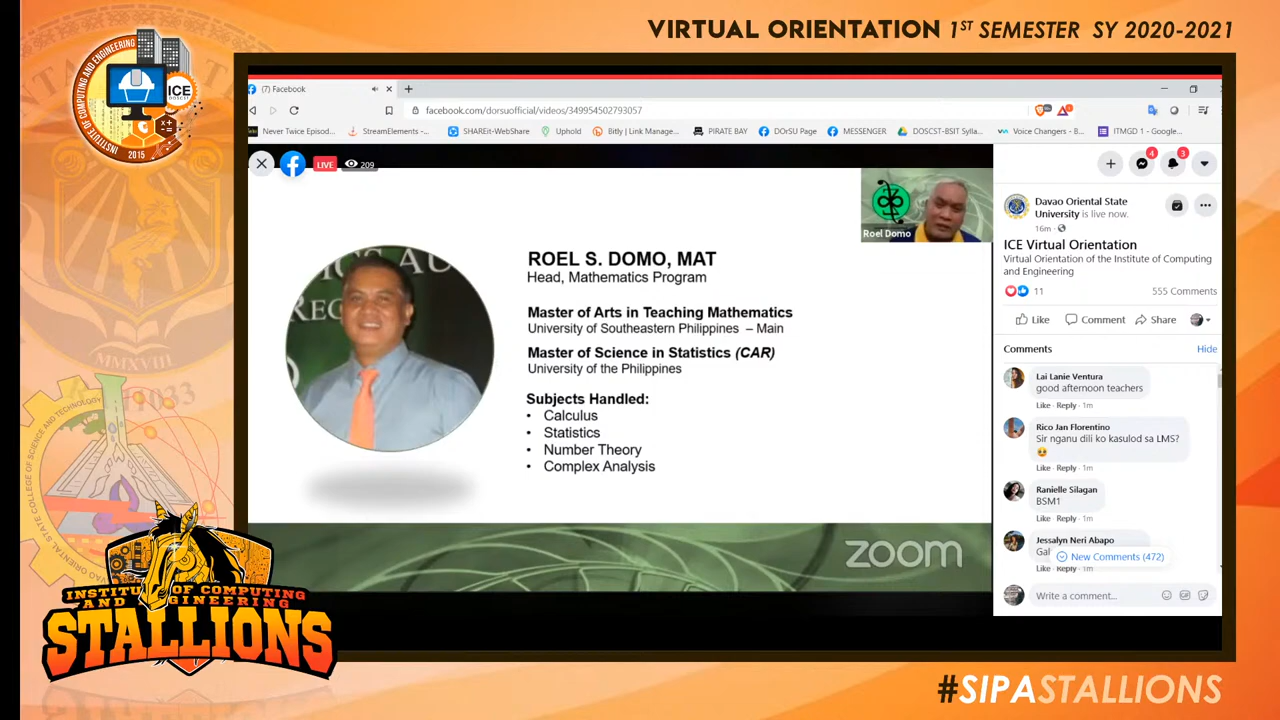 VIRTUAL ORIENTATION 1ST SEMESTER SY 2020-2021
INSTITUTE OF COMPUTING AND ENGINEERING
ICE
DOSCST
2015
(7) Facebook
facebook.com/dorsuofficial/videos/349954502793057
Never Twice Episod...
StreamElements -...
SHAREit-WebShare
Uphold
Bitly | Link Manage...
PIRATE BAY
DOrSU Page
MESSENGER
DOSCST-BSIT Sylla...
Voice Changers - B...
ITMGD 1 - Google...
LIVE
209
Roel Domo
ROEL S. DOMO, MAT
Head, Mathematics Program
Master of Arts in Teaching Mathematics
University of Southeastern Philippines – Main
Master of Science in Statistics (CAR)
University of the Philippines
Subjects Handled:
• Calculus
• Statistics
• Number Theory
• Complex Analysis
zoom
4
3
Davao Oriental State
University is live now.
16m ·
ICE Virtual Orientation
Virtual Orientation of the Institute of Computing
and Engineering
11
555 Comments
Like
Comment
Share
Comments
Hide
Lai Lanie Ventura
good afternoon teachers
Like · Reply · 1m
Rico Jan Florentino
Sir nganu dili ko kasulod sa LMS?
🥺
Like · Reply · 1m
Ranielle Silagan
BSM1
Like · Reply · 1m
Jessalyn Neri Abapo
Gal
New Comments (472)
Like · Reply · 1m
Write a comment...
MMXVIII
INSTITUTE OF COMPUTING
AND ENGINEERING
STALLIONS
#SIPASTALLIONS